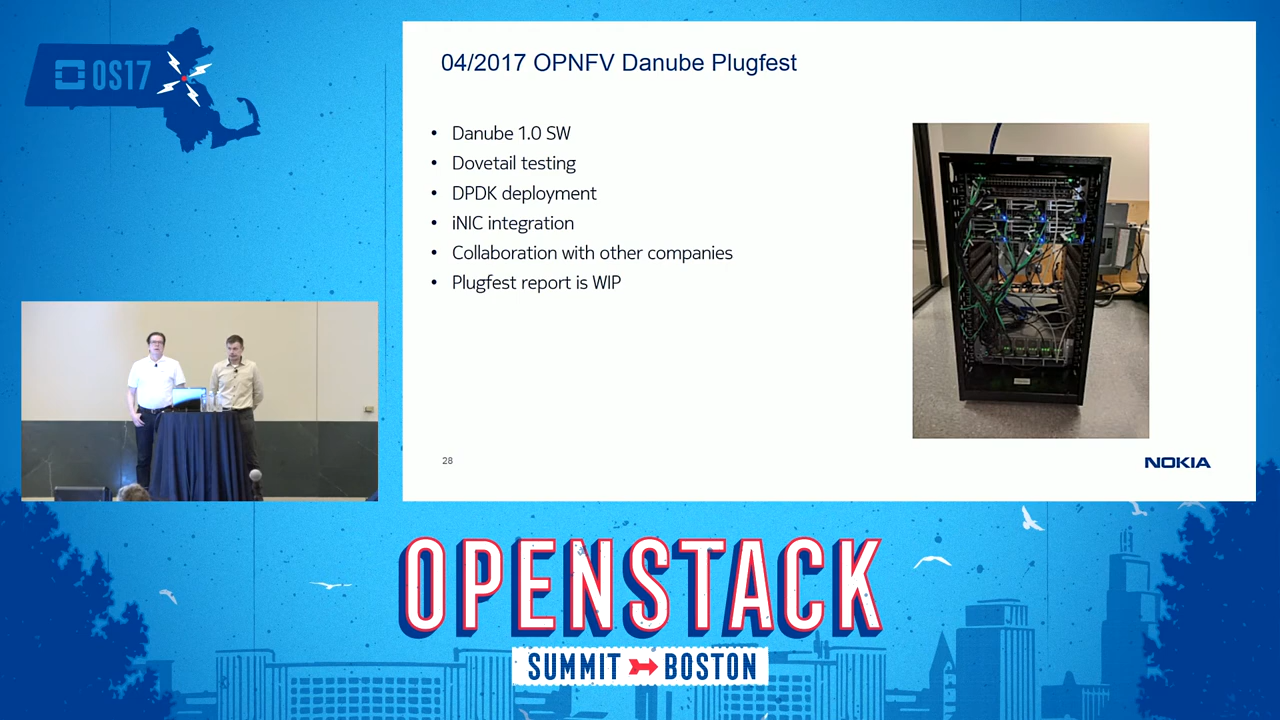 OS17
04/2017 OPNFV Danube Plugfest
• Danube 1.0 SW
• Dovetail testing
• DPDK deployment
• iNIC integration
• Collaboration with other companies
• Plugfest report is WIP
28
NOKIA
OPENSTACK
SUMMIT BOSTON